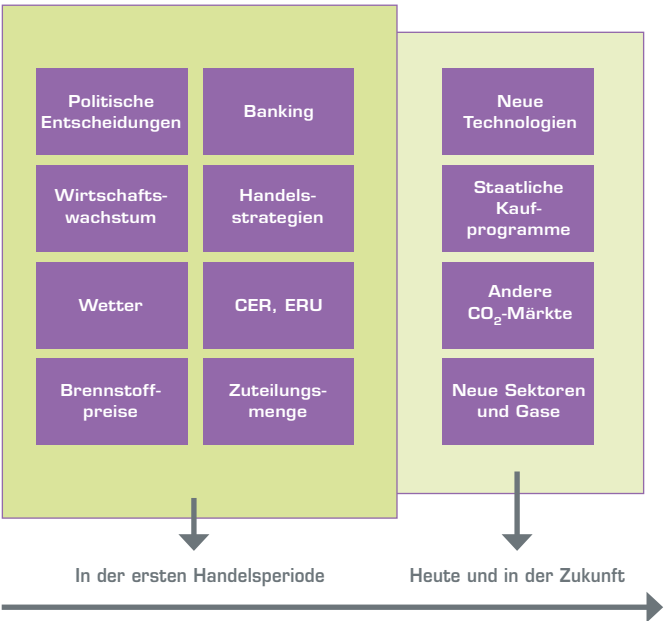 Politische
Entscheidungen
Banking
Neue
Technologien
Wirtschafts-
wachstum
Handels-
strategien
Staatliche
Kauf-
programme
Wetter
CER, ERU
Andere
CO₂-Märkte
Brennstoff-
preise
Zuteilungs-
menge
Neue Sektoren
und Gase
In der ersten Handelsperiode
Heute und in der Zukunft